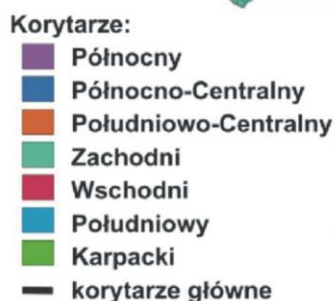 Korytarze:
Północny
Północno-Centralny
Południowo-Centralny
Zachodni
Wschodni
Południowy
Karpacki
korytarze główne